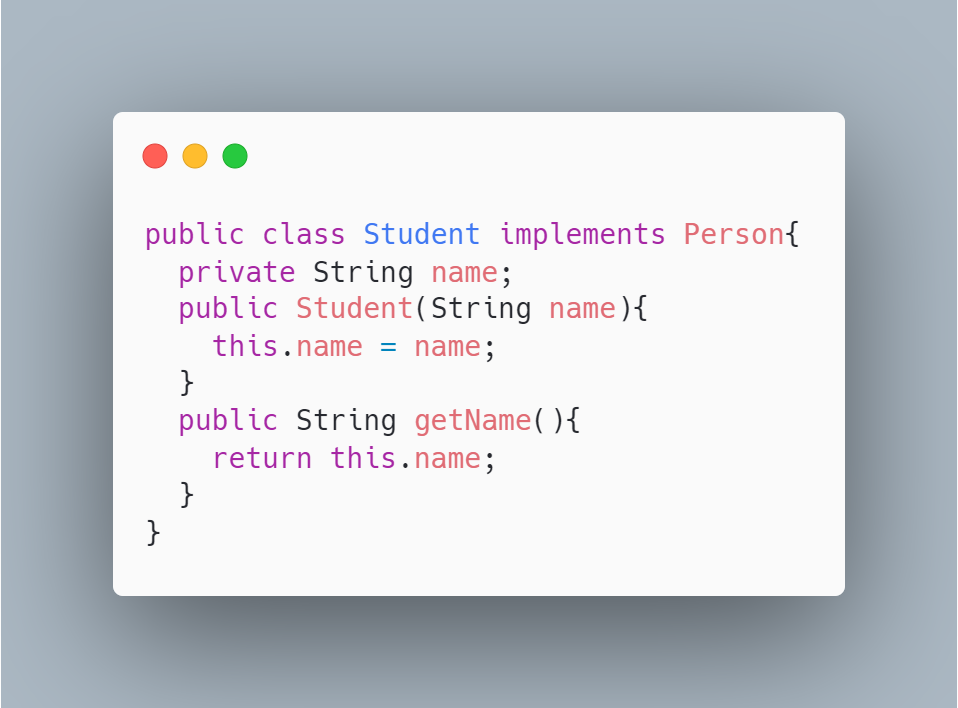 public class Student implements Person{
  private String name;
  public Student(String name){
    this.name = name;
  }
  public String getName(){
    return this.name;
  }
}